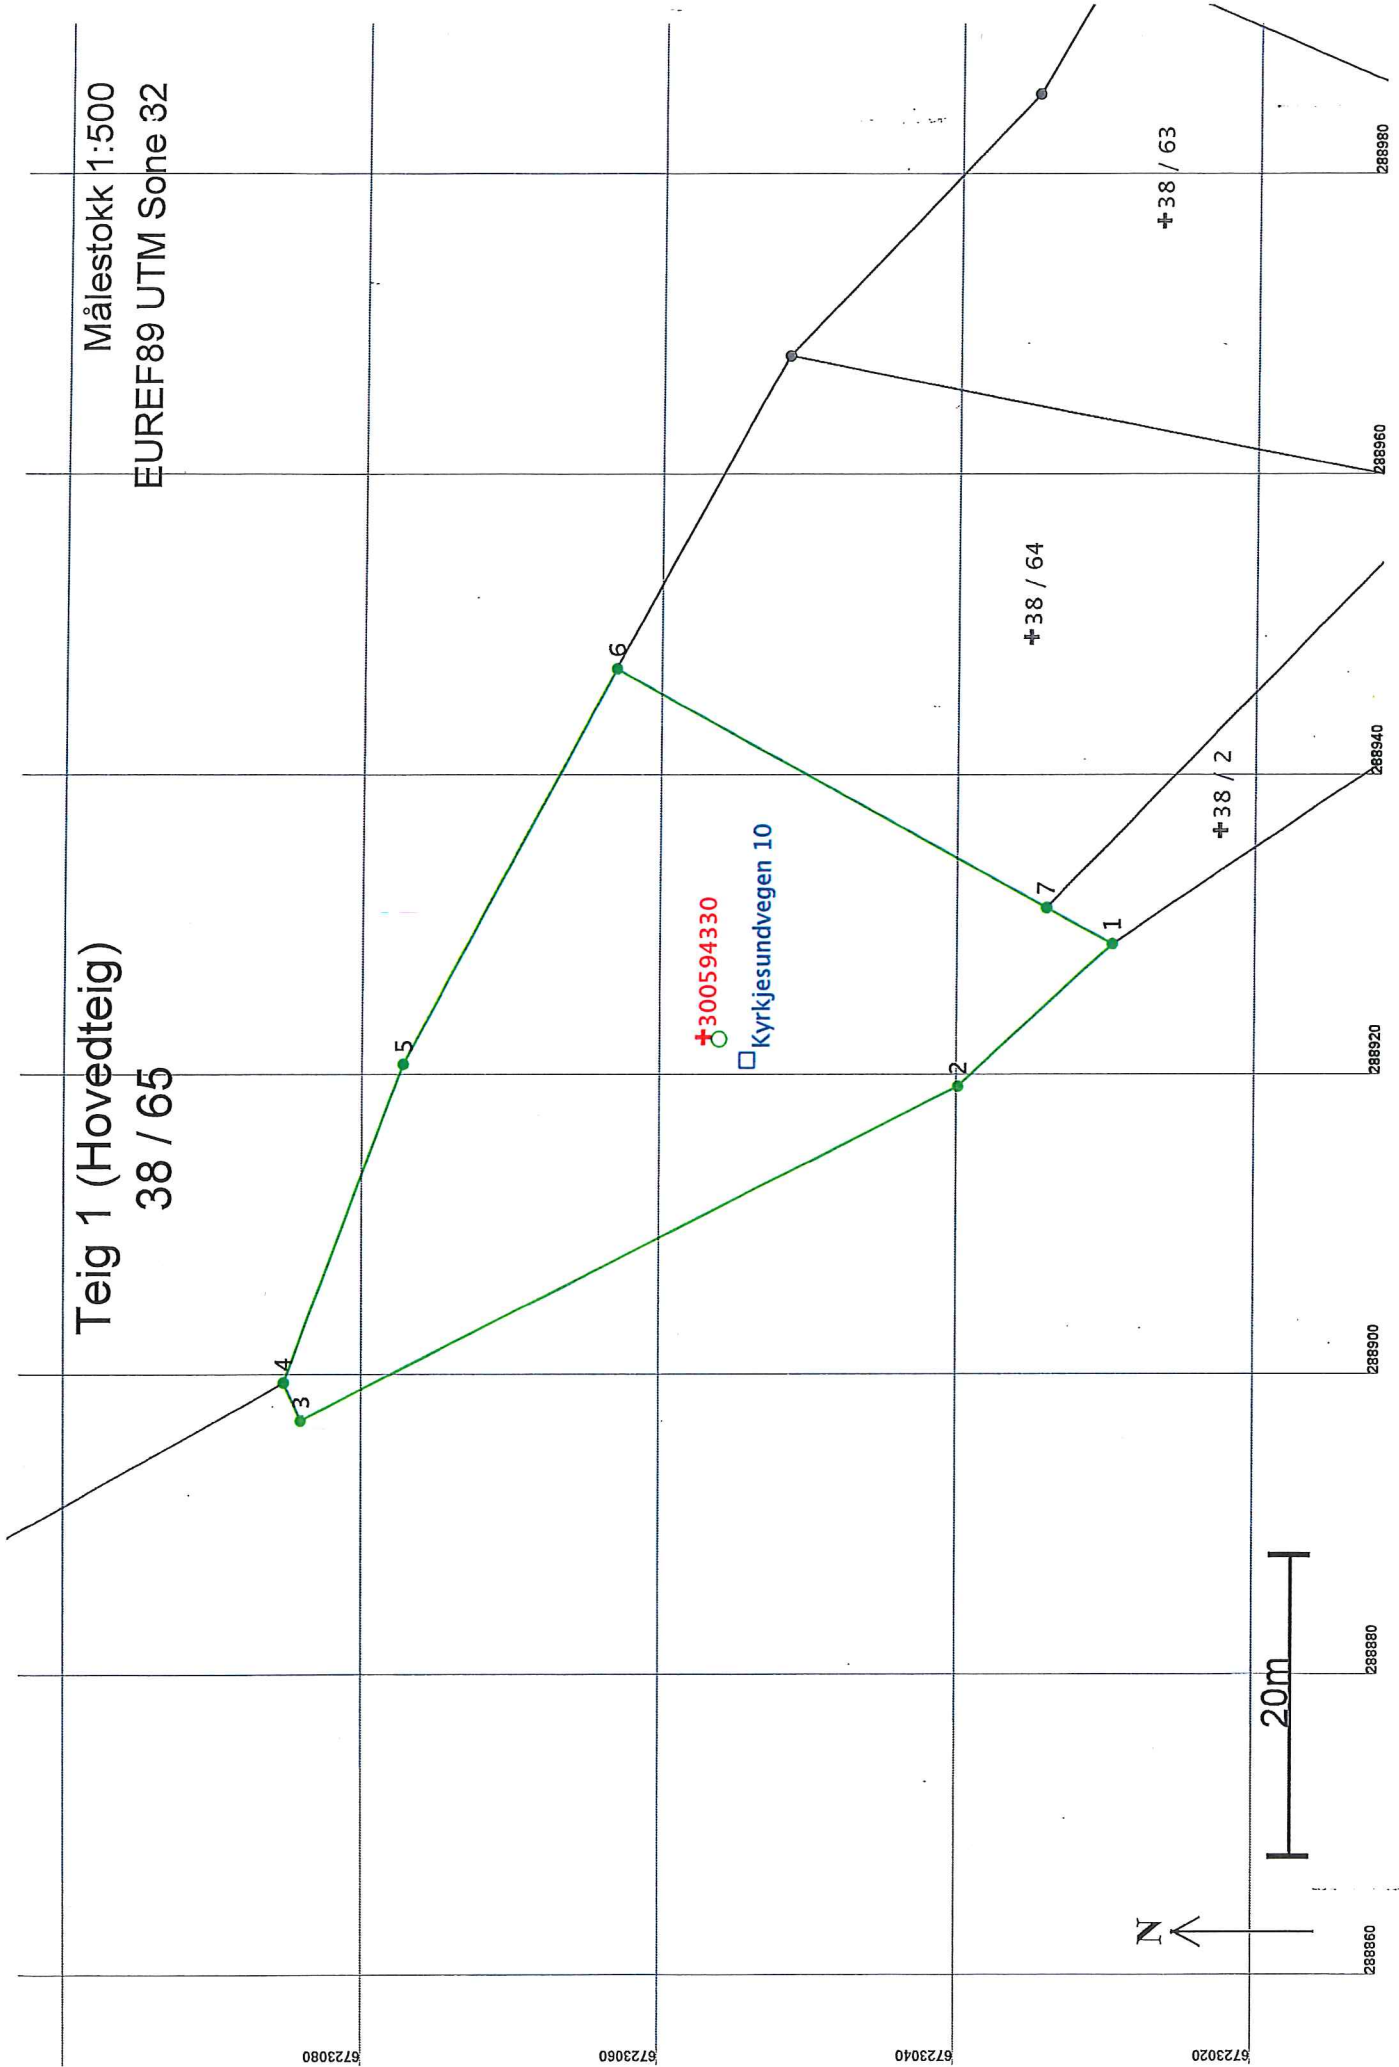 Teig 1 (Hovedteig)
38 / 65
Målestokk 1:500
EUREF89 UTM Sone 32
4
3
5
6
+300594330
Kyrkjesundvegen 10
2
7
1
+38 / 64
+38 / 63
+38 / 2
N
20m
6723080
6723060
6723040
6723020
288860
288880
288900
288920
288940
288960
288980